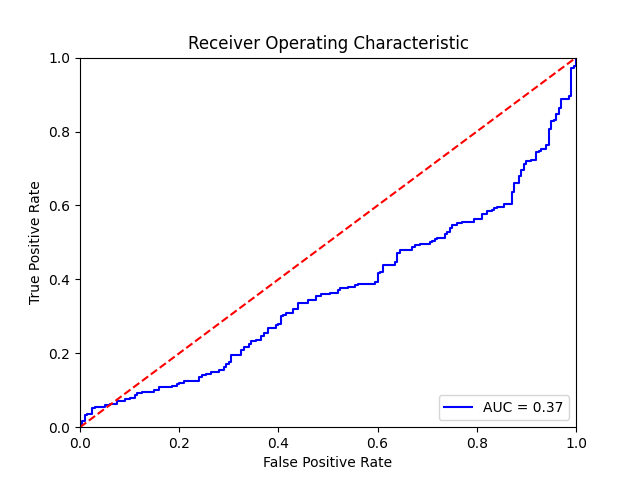 Receiver Operating Characteristic
True Positive Rate
1.0
0.8
0.6
0.4
0.2
0.0
AUC = 0.37
0.0 0.2 0.4 0.6 0.8 1.0
False Positive Rate